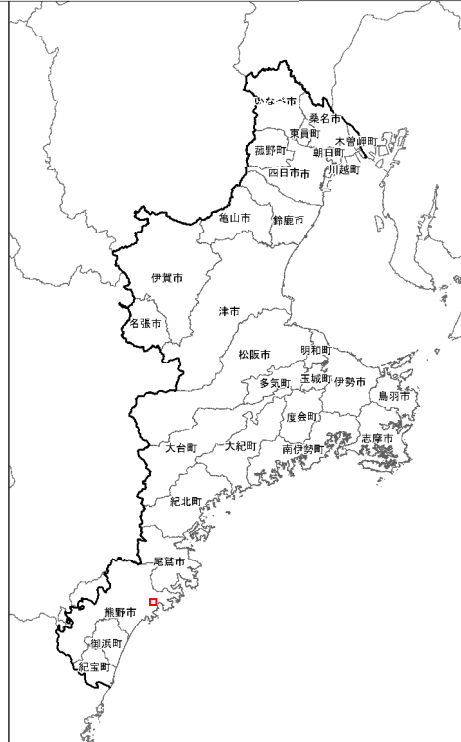 いなべ市
桑名市
東員町
木曽岬町
菰野町
朝日町
川越町
四日市市
亀山市
鈴鹿市
伊賀市
津市
名張市
松阪市
明和町
多気町
玉城町
伊勢市
鳥羽市
度会町
志摩市
大台町
大紀町
南伊勢町
紀北町
尾鷲市
熊野市
御浜町
紀宝町